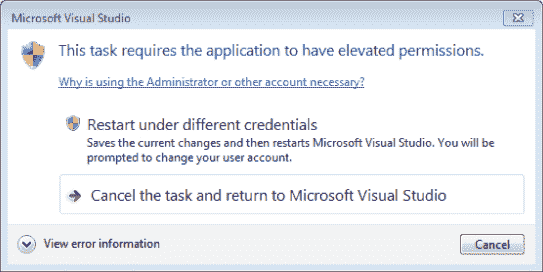 Microsoft Visual Studio
This task requires the application to have elevated permissions.
Why is using the Administrator or other account necessary?
Restart under different credentials
Saves the current changes and then restarts Microsoft Visual Studio. You will be
prompted to change your user account.
Cancel the task and return to Microsoft Visual Studio
View error information
Cancel